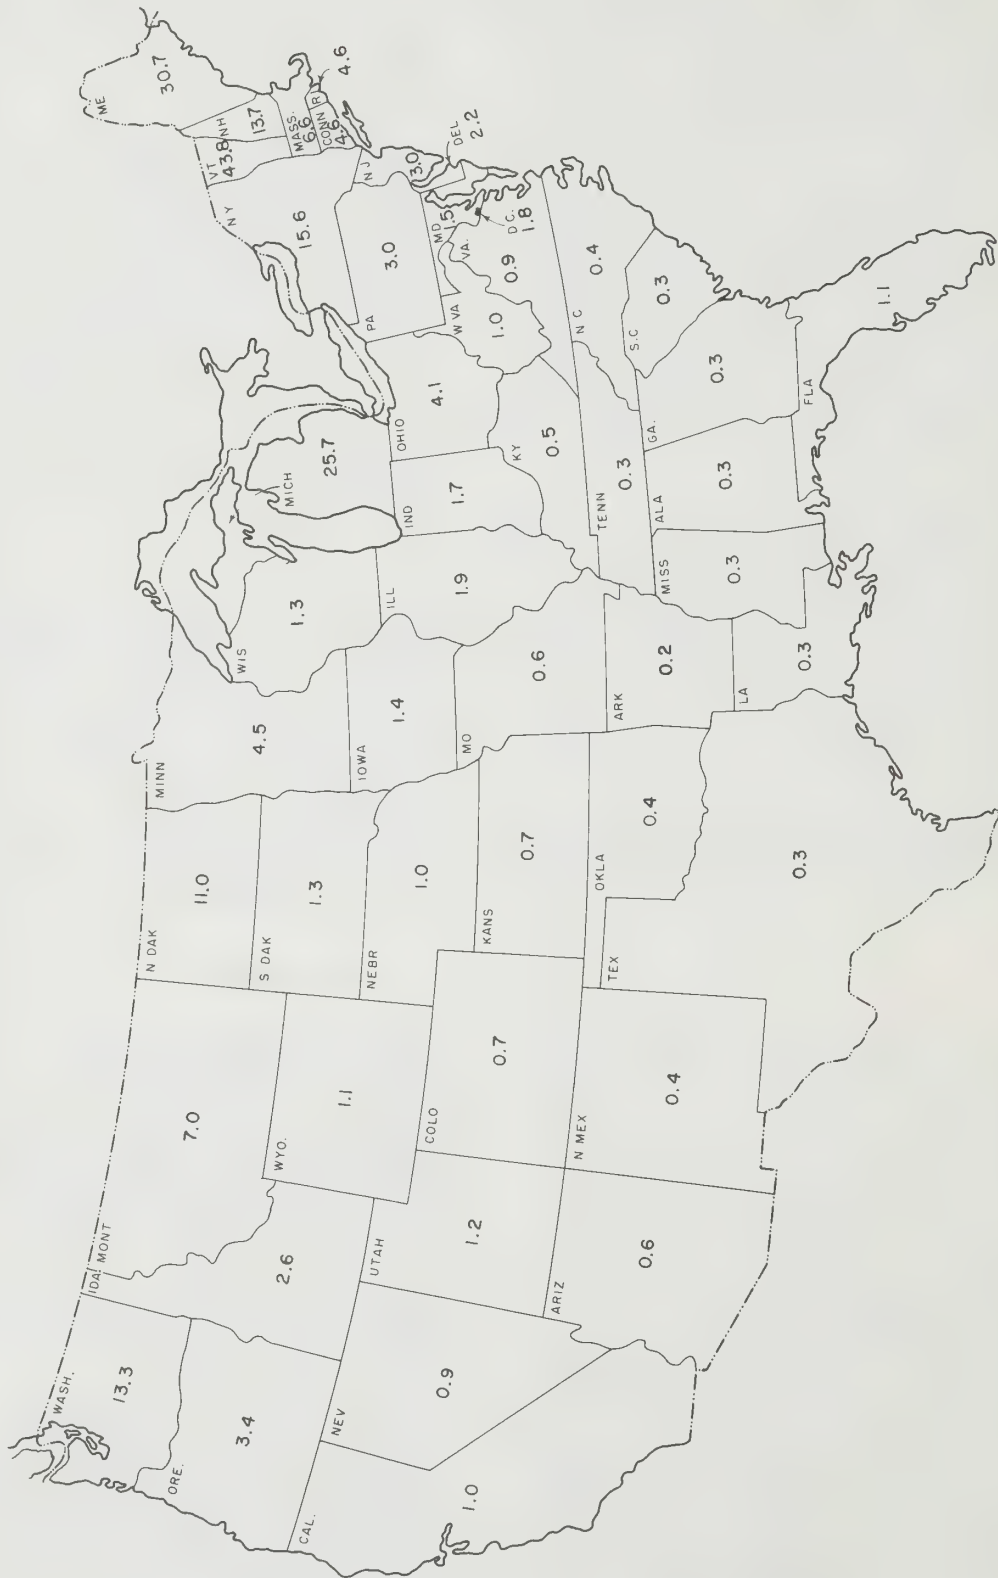 WASH.
13.3
ORE.
3.4
CAL.
1.0
NEV
0.9
IDA.
2.6
MONT
7.0
WYO.
1.1
UTAH
1.2
ARIZ
0.6
COLO
0.7
N MEX
0.4
N DAK
11.0
S DAK
1.3
NEBR
1.0
KANS
0.7
OKLA
0.4
TEX
0.3
MINN
4.5
IOWA
1.4
MO
0.6
ARK
0.2
LA
0.3
WIS
1.3
ILL
1.9
MICH
25.7
IND
1.7
OHIO
4.1
KY
0.5
TENN
0.3
MISS
0.3
ALA
0.3
GA.
0.3
FLA
1.1
S.C
0.3
N C
0.4
VA.
0.9
W VA
1.0
MD
1.5
D.C.
1.8
DEL
2.2
PA
3.0
NJ
3.0
NY
15.6
VT
43.8
NH
13.7
ME
30.7
MASS.
6.6
CONN
4.6
RI
4.6